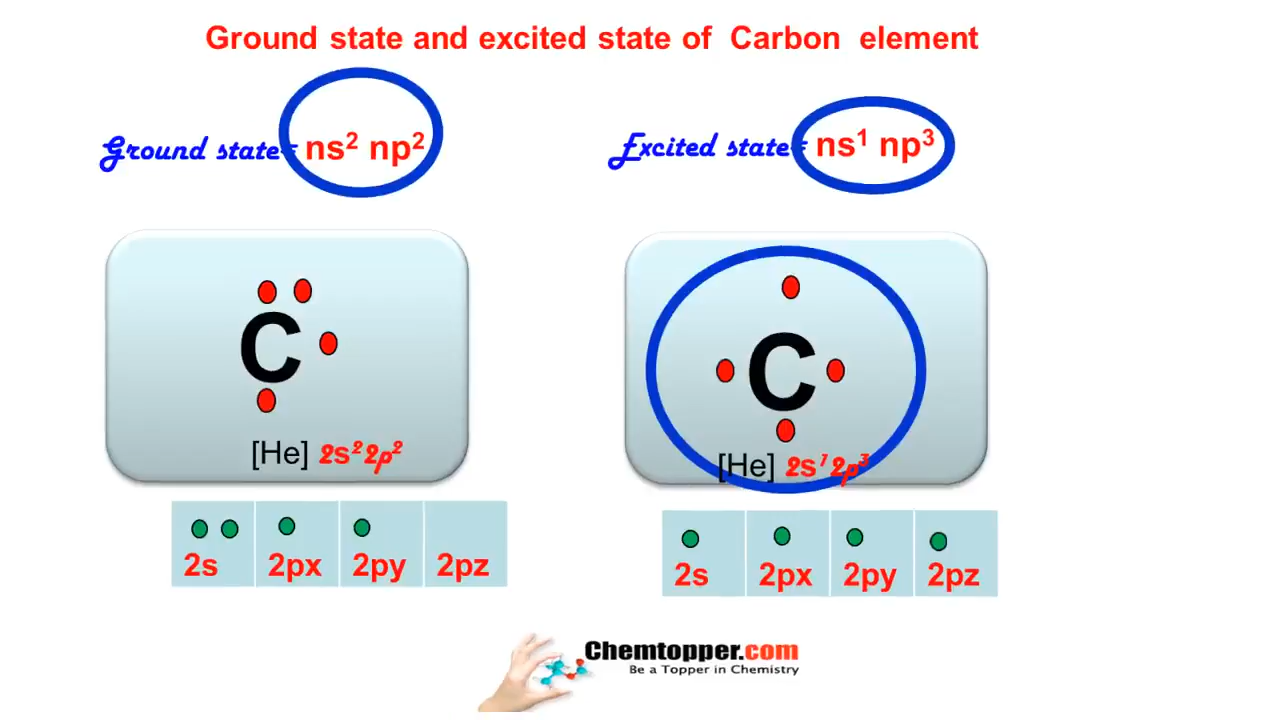 Ground state and excited state of Carbon element
Ground state= ns² np²
Excited state= ns¹ np³
C
[He] 2s²2p²
2s 2px 2py 2pz
C
[He] 2s¹2p³
2s 2px 2py 2pz
Chemtopper.com
Be a Topper in Chemistry